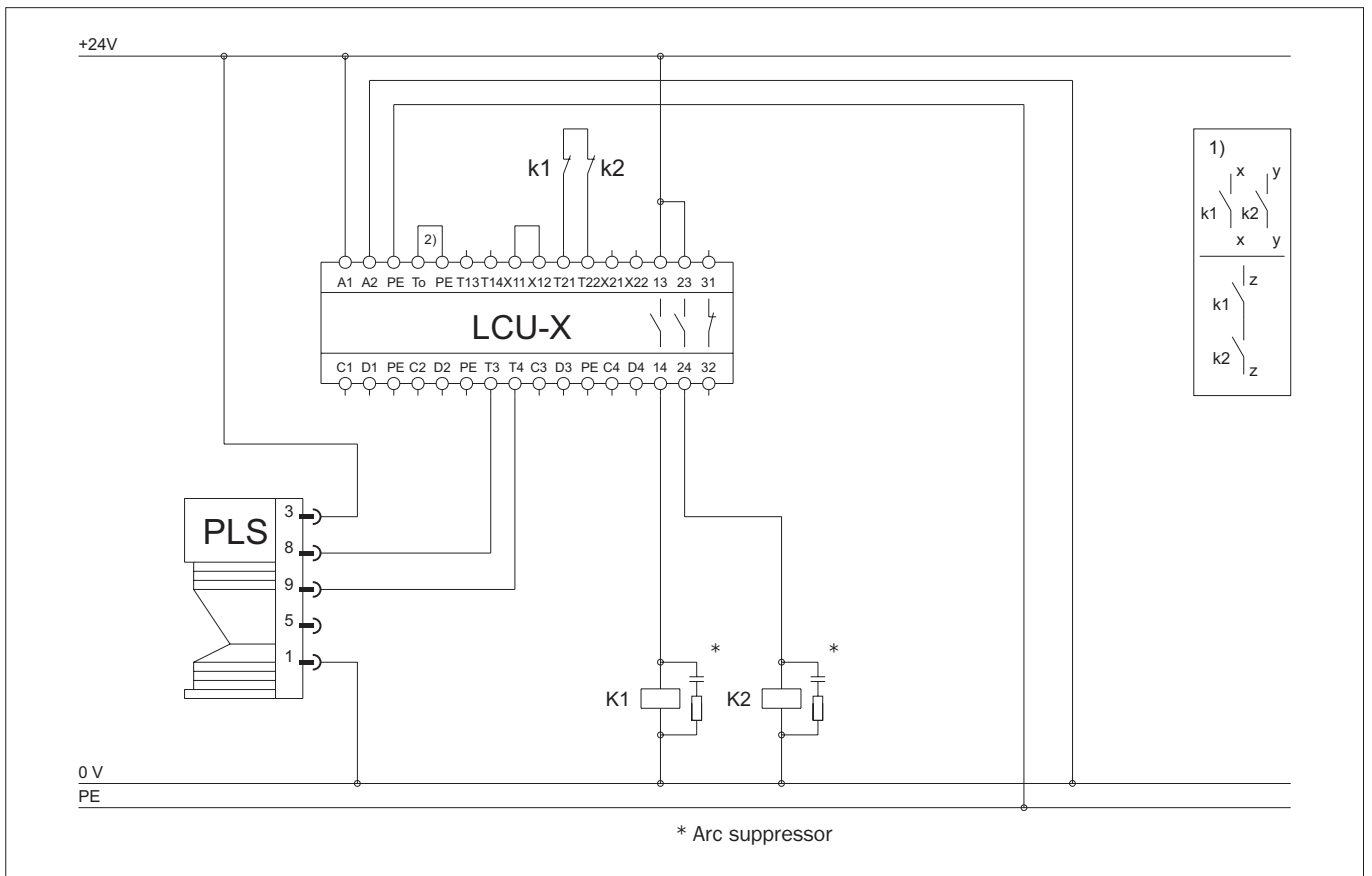 +24V
k1 k2
1)
x y
k1 k2
x y
z
k1
k2
z
2)
A1 A2 PE To PE T13 T14 X11 X12 T21 T22 X21 X22 13 23 31
LCU-X
C1 D1 PE C2 D2 PE T3 T4 C3 D3 PE C4 D4 14 24 32
PLS
3
8
9
5
1
* *
K1 K2
0 V
PE
* Arc suppressor